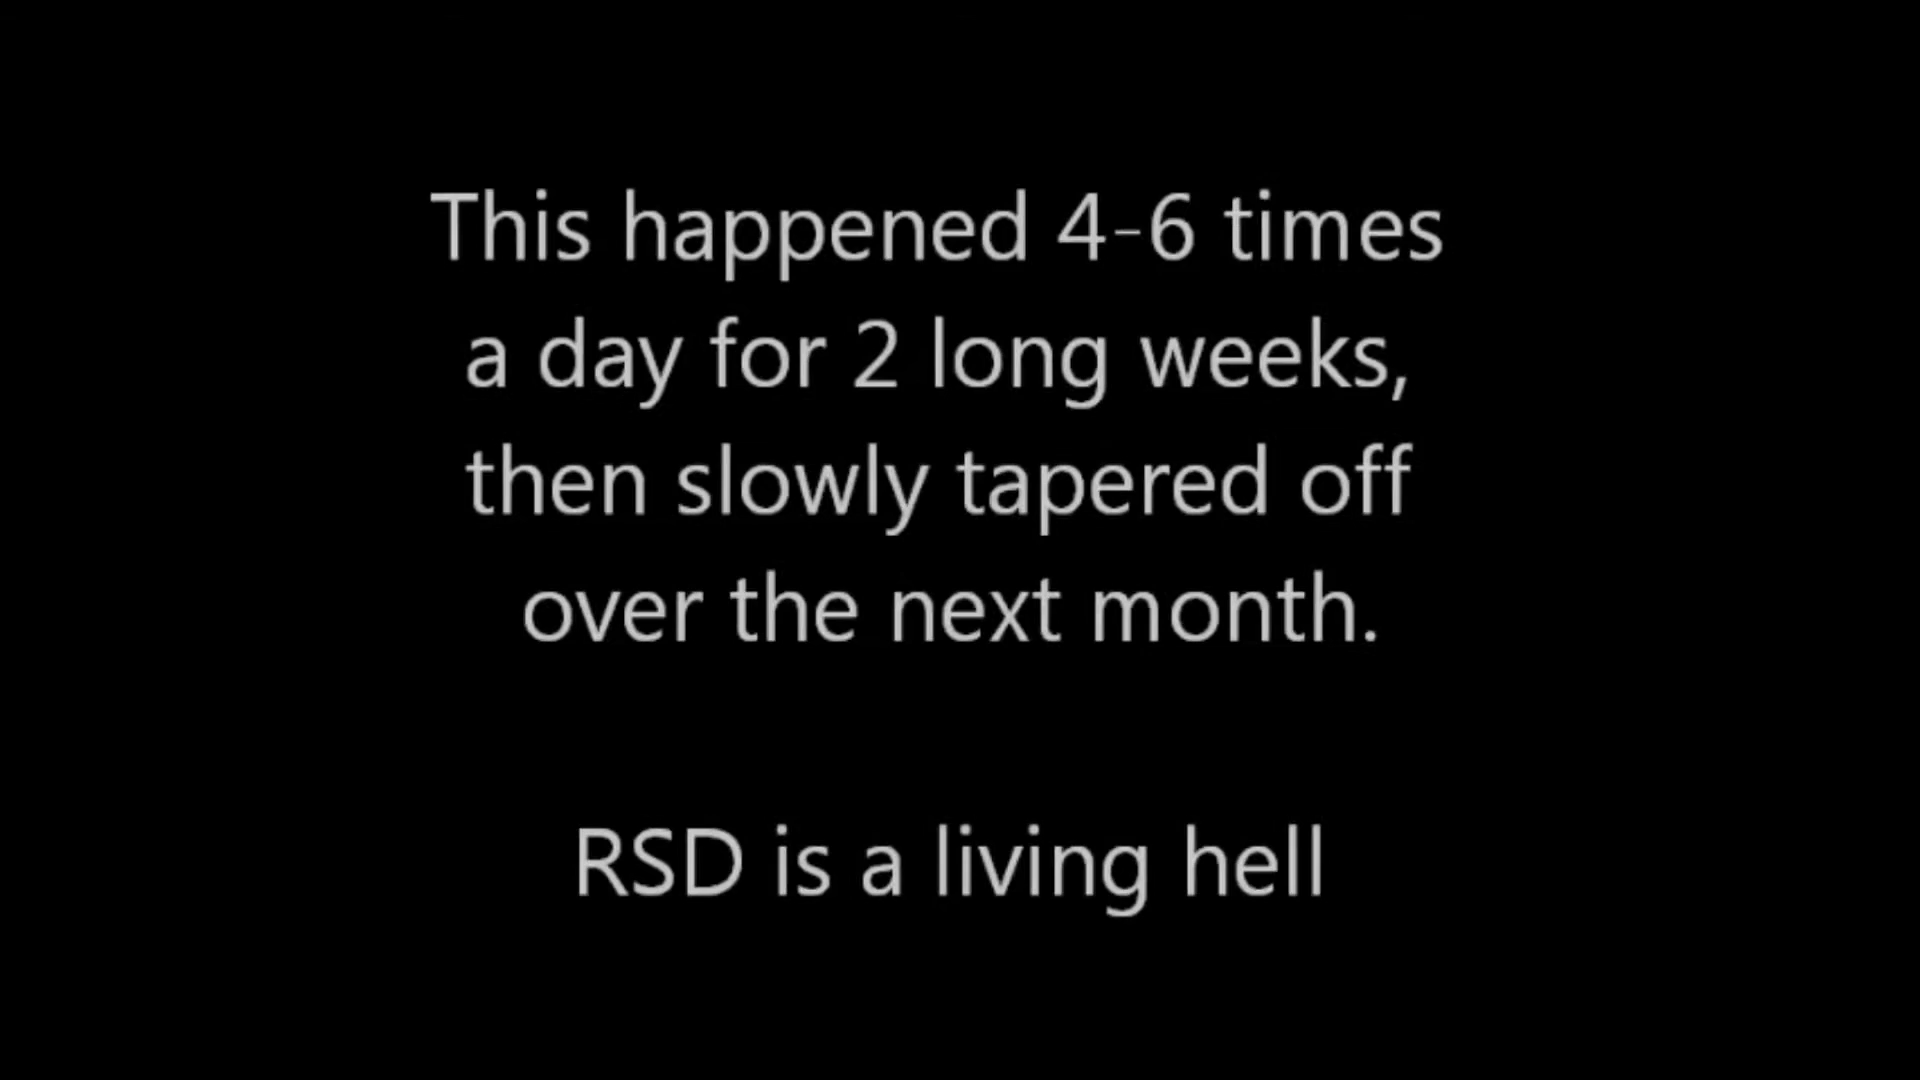 This happened 4-6 times
a day for 2 long weeks,
then slowly tapered off
over the next month.
RSD is a living hell